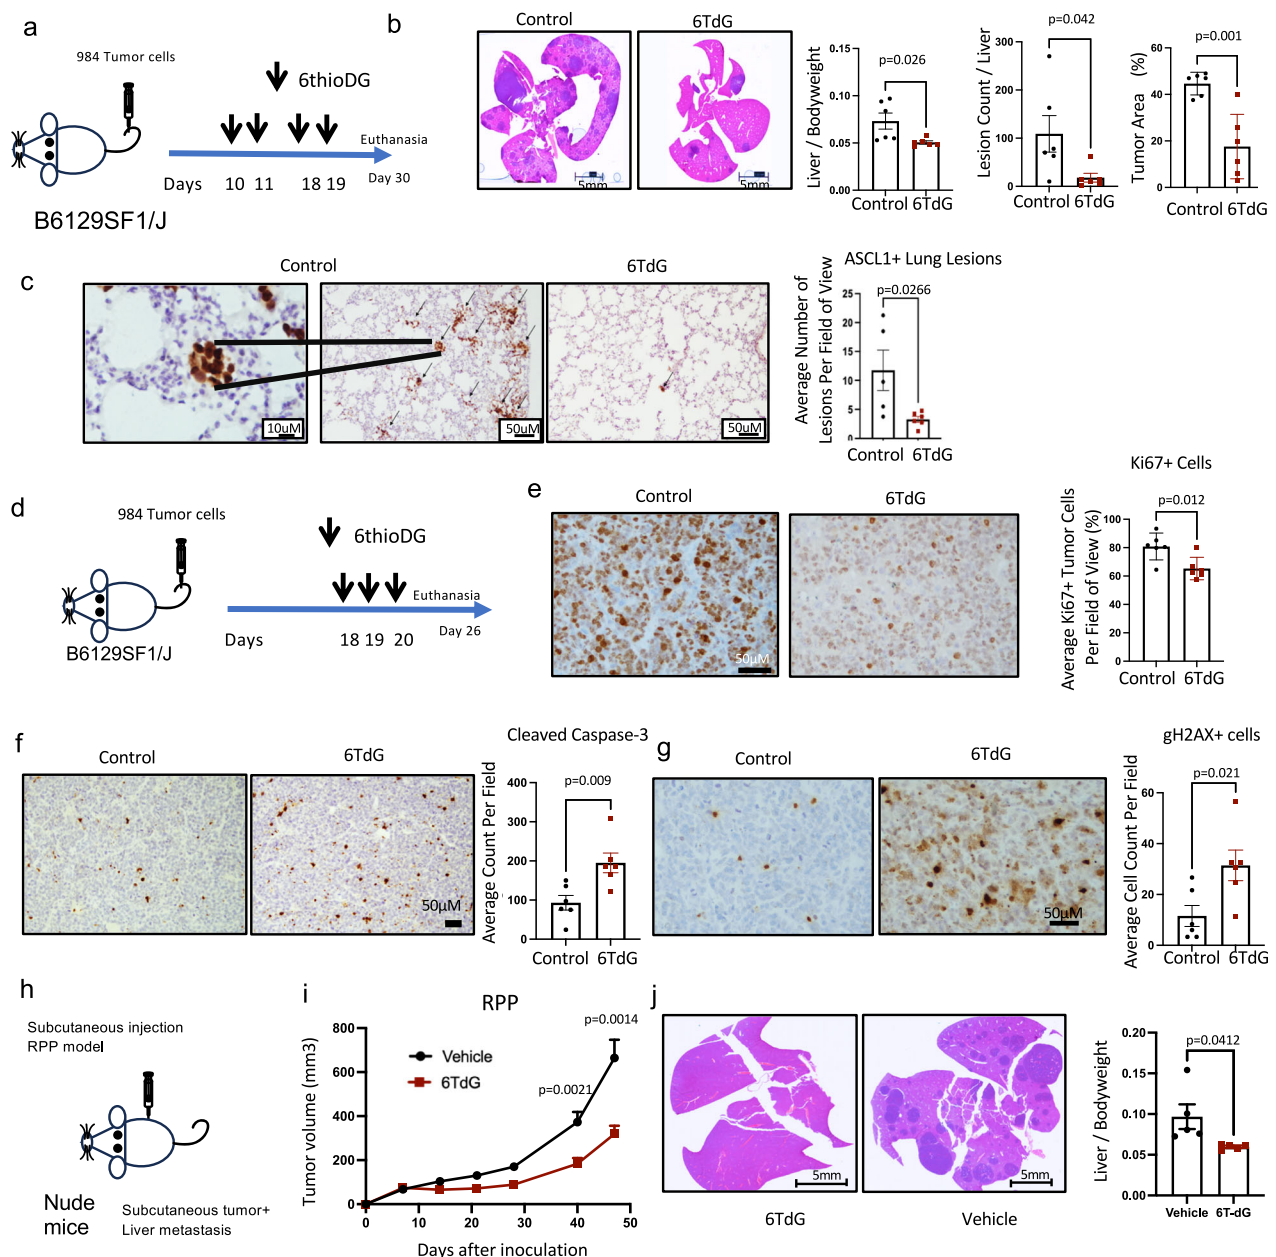 a
984 Tumor cells
6thioDG
Euthanasia
Days 10 11 18 19 Day 30
B6129SF1/J
b
Control
6TdG
5mm
5mm
Liver / Bodyweight
0.15
0.10
0.05
0.00
p=0.026
Control 6TdG
Lesion Count / Liver
300
200
100
0
p=0.042
Control 6TdG
Tumor Area (%)
60
40
20
0
p=0.001
Control 6TdG
c
Control
6TdG
10uM
50uM
50uM
ASCL1+ Lung Lesions
Average Number of
Lesions Per Field of View
25
20
15
10
5
0
p=0.0266
Control 6TdG
d
984 Tumor cells
6thioDG
Euthanasia
Days 18 19 20 Day 26
B6129SF1/J
e
Control
6TdG
50µM
Ki67+ Cells
Average Ki67+ Tumor Cells
Per Field of View (%)
100
80
60
40
20
0
p=0.012
Control 6TdG
f
Control
6TdG
50µM
Cleaved Caspase-3
Average Count Per Field
400
300
200
100
0
p=0.009
Control 6TdG
g
Control
6TdG
50µM
gH2AX+ cells
Average Cell Count Per Field
60
40
20
0
p=0.021
Control 6TdG
h
Subcutaneous injection
RPP model
Nude
mice
Subcutaneous tumor+
Liver metastasis
i
RPP
Tumor volume (mm3)
800
600
400
200
0
Vehicle
6TdG
p=0.0021
p=0.0014
0 10 20 30 40 50
Days after inoculation
j
5mm
5mm
6TdG
Vehicle
Liver / Bodyweight
0.20
0.15
0.10
0.05
0.00
p=0.0412
Vehicle 6T-dG